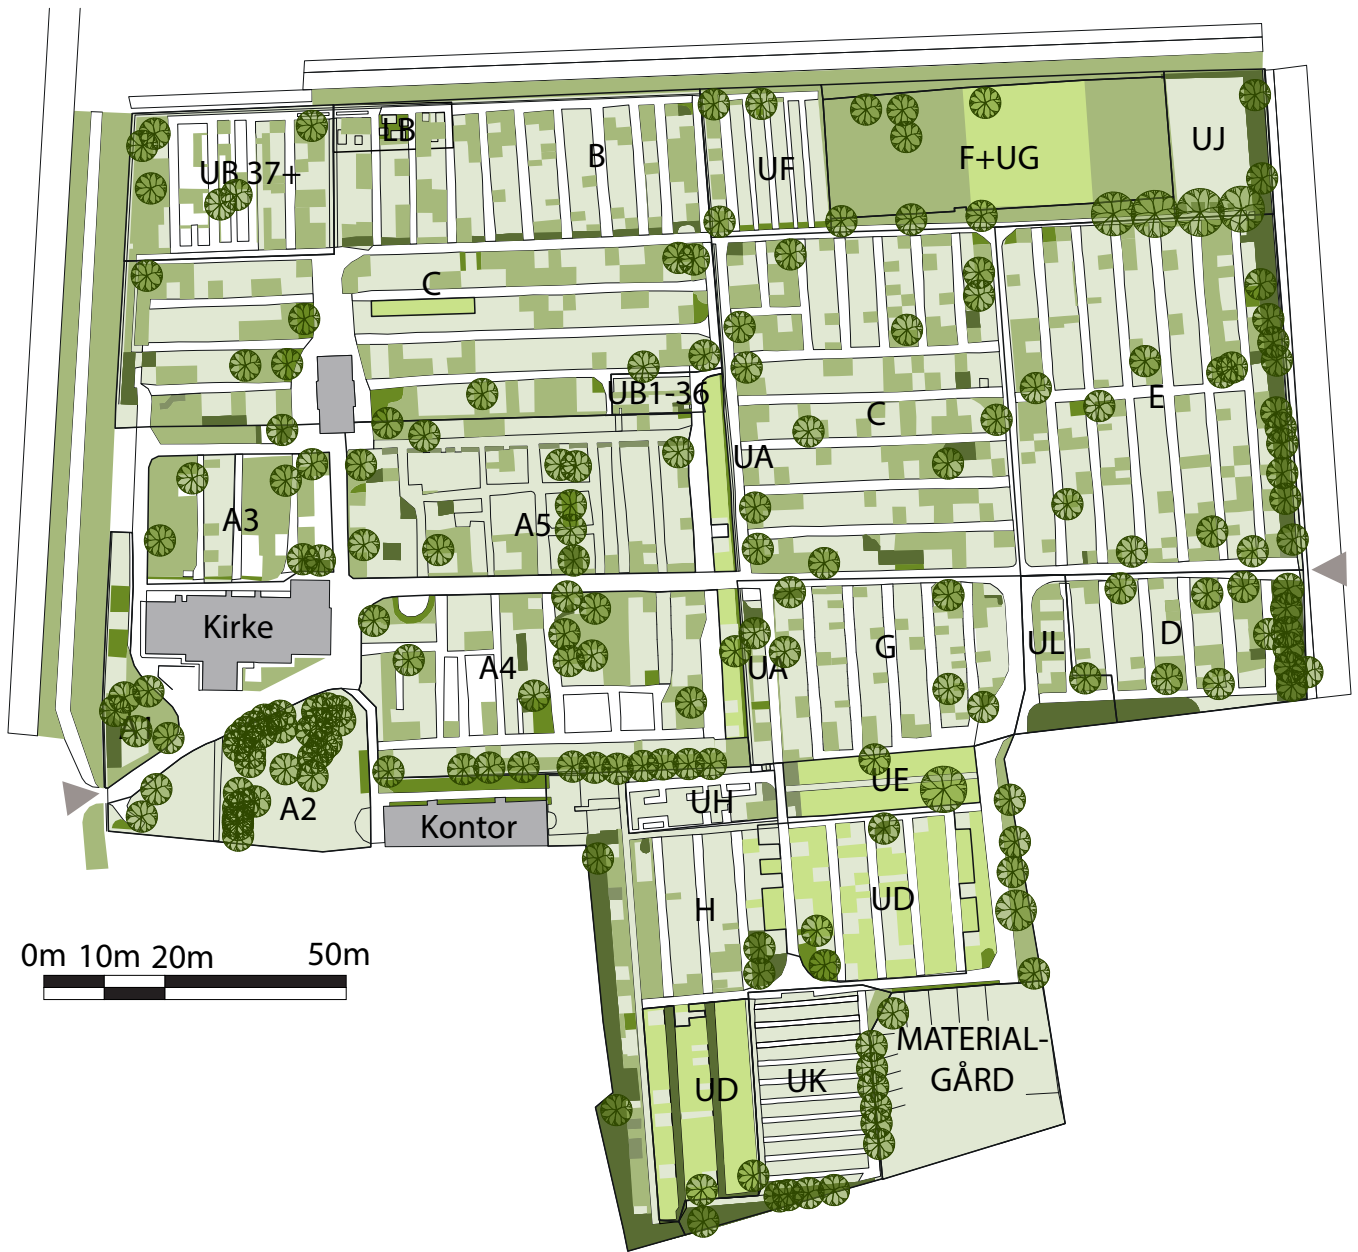 LB
B
UB 37+
UF
F+UG
UJ
C
UB1-36
C
E
UA
A3
A5
Kirke
A4
UA
G
UL
D
A2
Kontor
UH
UE
H
UD
0m 10m 20m 50m
MATERIAL-
GÅRD
UD
UK